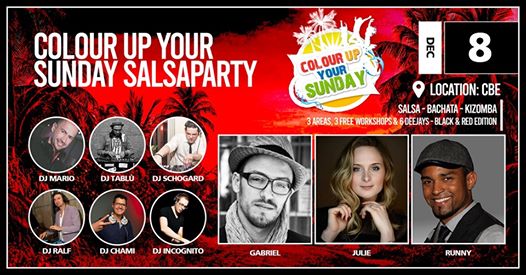 COLOUR UP YOUR
SUNDAY SALSAPARTY
COLOUR UP
YOUR
SUNDAY
DEC
8
LOCATION: CBE
SALSA - BACHATA - KIZOMBA
3 AREAS, 3 FREE WORKSHOPS & 6 DEEJAYS - BLACK & RED EDITION
DJ MARIO
DJ TABLÚ
DJ SCHOGARD
DJ RALF
DJ CHAMI
DJ INCOGNITO
GABRIEL
JULIE
RUNNY